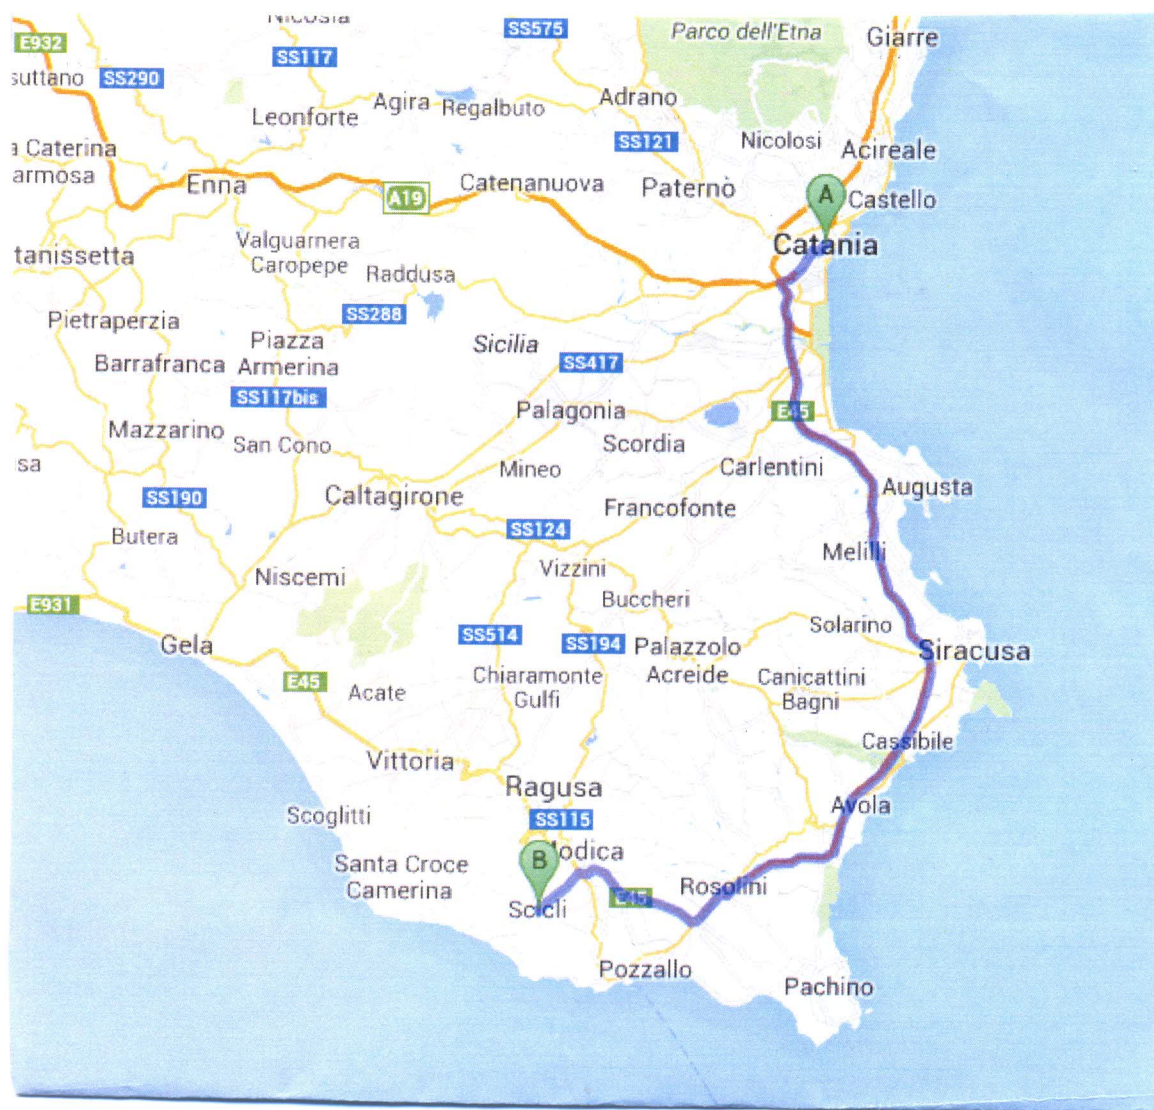 Nicosia
SS575
Parco dell'Etna
Giarre
E932
SS117
suttano
SS290
Agira
Regalbuto
Adrano
Leonforte
SS121
Nicolosi
Acireale
a Caterina
armosa
Enna
A19
Catenanuova
Paternò
A
Castello
Valguarnera
Caropepe
Catania
tanissetta
Raddusa
SS288
Pietraperzia
Piazza
Armerina
Sicilia
Barrafranca
SS417
SS117bis
Palagonia
E45
Mazzarino
San Cono
Scordia
sa
Mineo
Carlentini
SS190
Caltagirone
Augusta
Francofonte
SS124
Butera
Melilli
Vizzini
Niscemi
Buccheri
E931
Solarino
SS514
SS194
Gela
Palazzolo
Acreide
Siracusa
E45
Chiaramonte
Gulfi
Canicattini
Bagni
Acate
Cassibile
Vittoria
Ragusa
Avola
Scoglitti
SS115
Modica
B
Santa Croce
Camerina
Rosolini
E45
Scicli
Pozzallo
Pachino